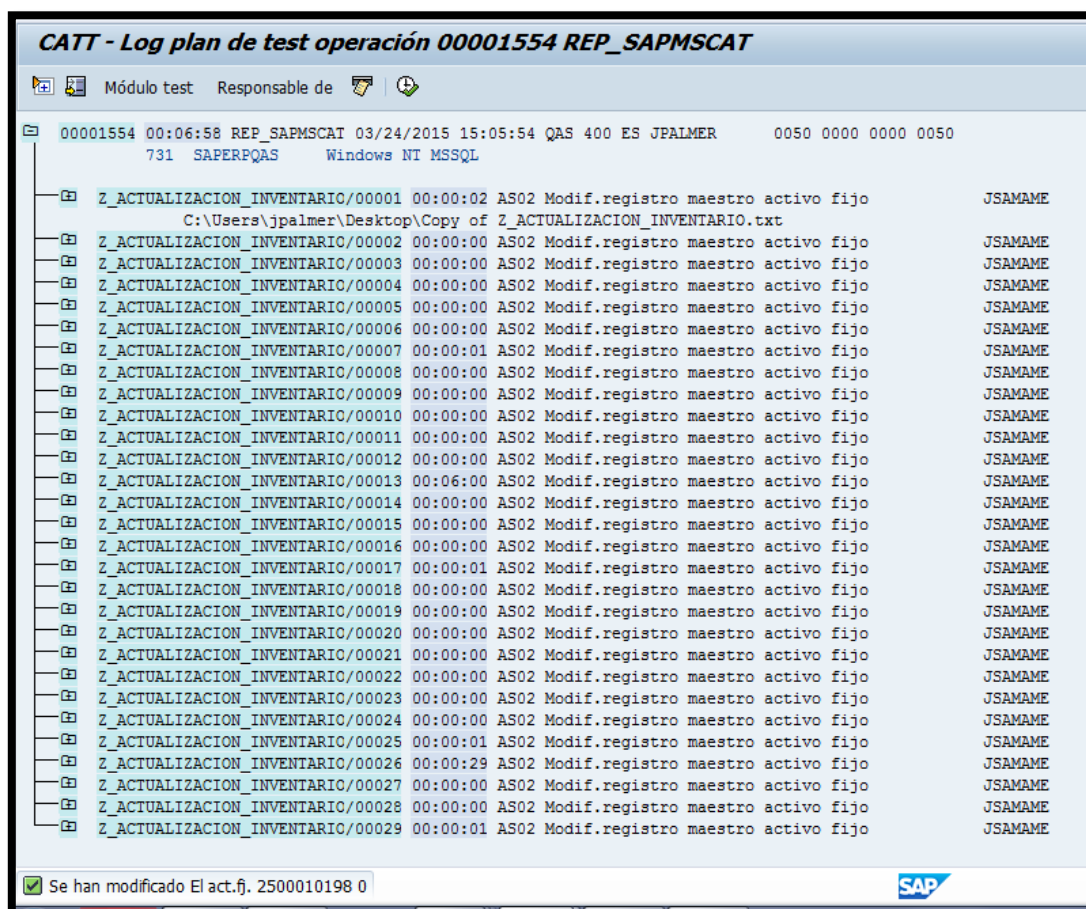 CATT - Log plan de test operación 00001554 REP_SAPMSCAT
Módulo test Responsable de
00001554 00:06:58 REP_SAPMSCAT 03/24/2015 15:05:54 QAS 400 ES JPALMER 0050 0000 0000 0050
731 SAPERPQAS Windows NT MSSQL
Z_ACTUALIZACION_INVENTARIO/00001 00:00:02 AS02 Modif.registro maestro activo fijo JSAMAME
C:\Users\jpalmer\Desktop\Copy of Z_ACTUALIZACION_INVENTARIO.txt
Z_ACTUALIZACION_INVENTARIO/00002 00:00:00 AS02 Modif.registro maestro activo fijo JSAMAME
Z_ACTUALIZACION_INVENTARIO/00003 00:00:00 AS02 Modif.registro maestro activo fijo JSAMAME
Z_ACTUALIZACION_INVENTARIO/00004 00:00:00 AS02 Modif.registro maestro activo fijo JSAMAME
Z_ACTUALIZACION_INVENTARIO/00005 00:00:00 AS02 Modif.registro maestro activo fijo JSAMAME
Z_ACTUALIZACION_INVENTARIO/00006 00:00:00 AS02 Modif.registro maestro activo fijo JSAMAME
Z_ACTUALIZACION_INVENTARIO/00007 00:00:01 AS02 Modif.registro maestro activo fijo JSAMAME
Z_ACTUALIZACION_INVENTARIO/00008 00:00:00 AS02 Modif.registro maestro activo fijo JSAMAME
Z_ACTUALIZACION_INVENTARIO/00009 00:00:00 AS02 Modif.registro maestro activo fijo JSAMAME
Z_ACTUALIZACION_INVENTARIO/00010 00:00:00 AS02 Modif.registro maestro activo fijo JSAMAME
Z_ACTUALIZACION_INVENTARIO/00011 00:00:00 AS02 Modif.registro maestro activo fijo JSAMAME
Z_ACTUALIZACION_INVENTARIO/00012 00:00:00 AS02 Modif.registro maestro activo fijo JSAMAME
Z_ACTUALIZACION_INVENTARIO/00013 00:06:00 AS02 Modif.registro maestro activo fijo JSAMAME
Z_ACTUALIZACION_INVENTARIO/00014 00:00:00 AS02 Modif.registro maestro activo fijo JSAMAME
Z_ACTUALIZACION_INVENTARIO/00015 00:00:00 AS02 Modif.registro maestro activo fijo JSAMAME
Z_ACTUALIZACION_INVENTARIO/00016 00:00:00 AS02 Modif.registro maestro activo fijo JSAMAME
Z_ACTUALIZACION_INVENTARIO/00017 00:00:01 AS02 Modif.registro maestro activo fijo JSAMAME
Z_ACTUALIZACION_INVENTARIO/00018 00:00:00 AS02 Modif.registro maestro activo fijo JSAMAME
Z_ACTUALIZACION_INVENTARIO/00019 00:00:00 AS02 Modif.registro maestro activo fijo JSAMAME
Z_ACTUALIZACION_INVENTARIO/00020 00:00:00 AS02 Modif.registro maestro activo fijo JSAMAME
Z_ACTUALIZACION_INVENTARIO/00021 00:00:00 AS02 Modif.registro maestro activo fijo JSAMAME
Z_ACTUALIZACION_INVENTARIO/00022 00:00:00 AS02 Modif.registro maestro activo fijo JSAMAME
Z_ACTUALIZACION_INVENTARIO/00023 00:00:00 AS02 Modif.registro maestro activo fijo JSAMAME
Z_ACTUALIZACION_INVENTARIO/00024 00:00:00 AS02 Modif.registro maestro activo fijo JSAMAME
Z_ACTUALIZACION_INVENTARIO/00025 00:00:01 AS02 Modif.registro maestro activo fijo JSAMAME
Z_ACTUALIZACION_INVENTARIO/00026 00:00:29 AS02 Modif.registro maestro activo fijo JSAMAME
Z_ACTUALIZACION_INVENTARIO/00027 00:00:00 AS02 Modif.registro maestro activo fijo JSAMAME
Z_ACTUALIZACION_INVENTARIO/00028 00:00:00 AS02 Modif.registro maestro activo fijo JSAMAME
Z_ACTUALIZACION_INVENTARIO/00029 00:00:01 AS02 Modif.registro maestro activo fijo JSAMAME
Se han modificado El act.fj. 2500010198 0
SAP